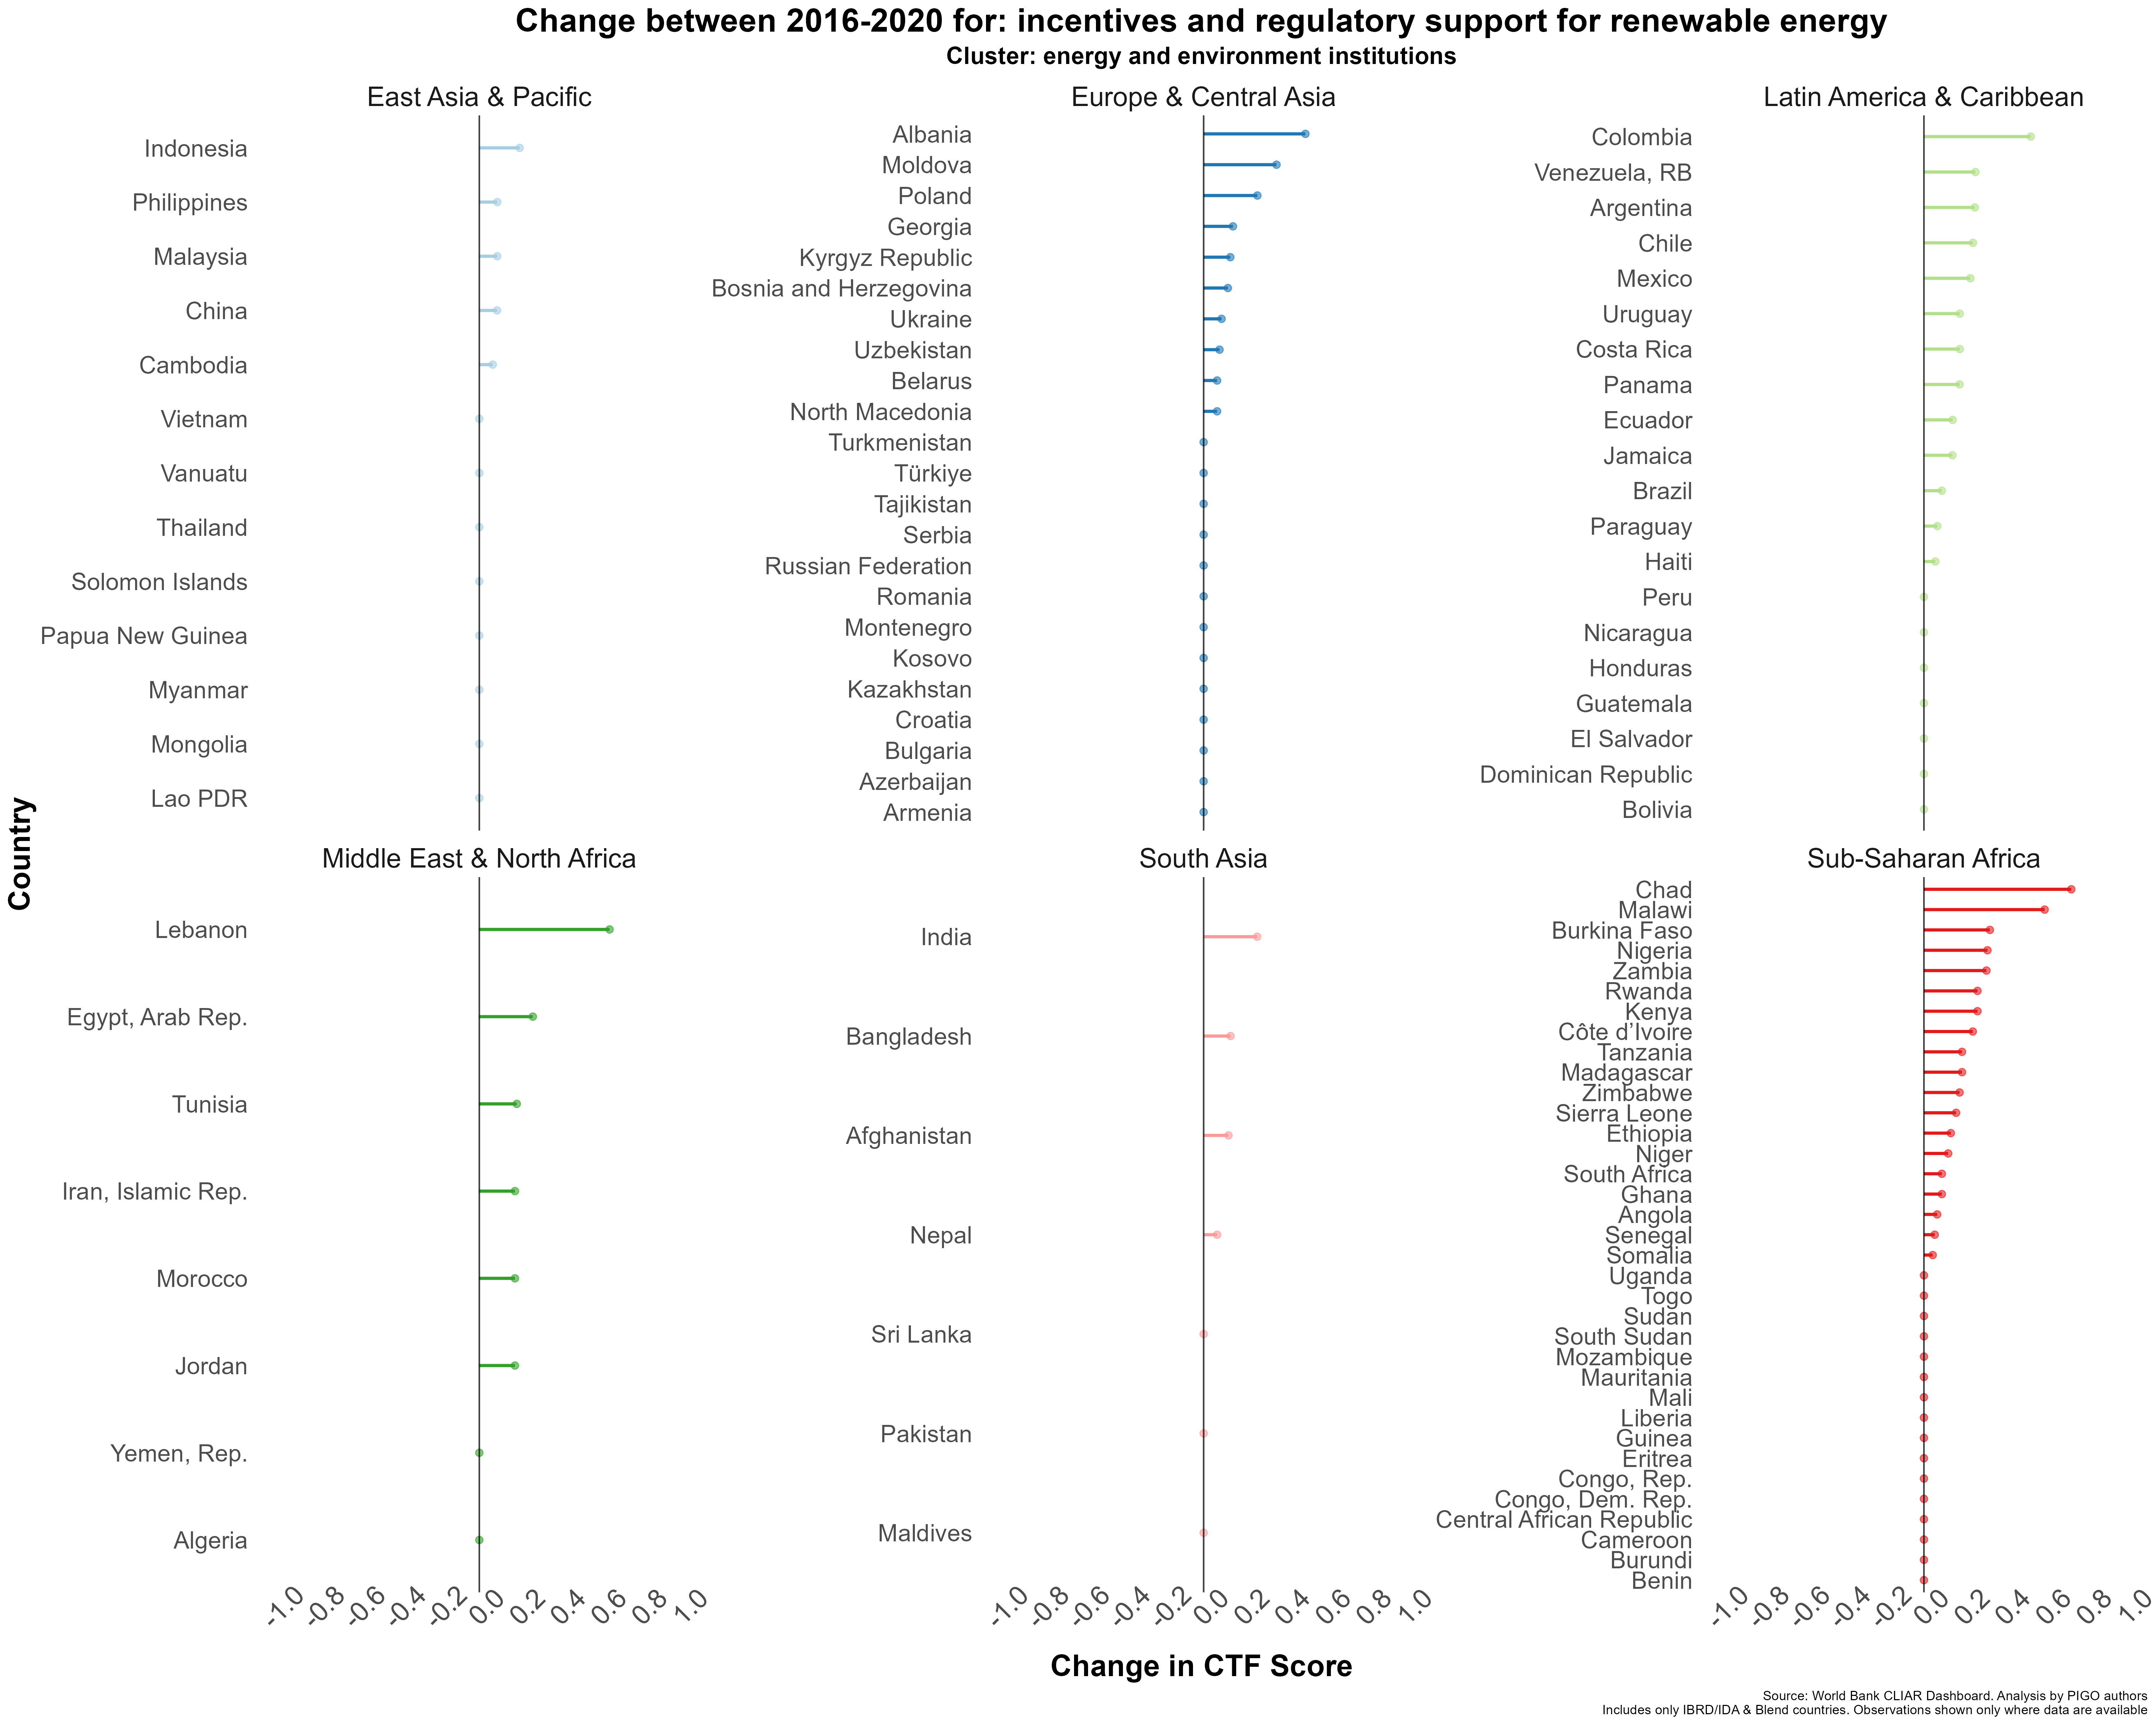 Change between 2016-2020 for: incentives and regulatory support for renewable energy
Cluster: energy and environment institutions
East Asia & Pacific
Indonesia
Philippines
Malaysia
China
Cambodia
Vietnam
Vanuatu
Thailand
Solomon Islands
Papua New Guinea
Myanmar
Mongolia
Lao PDR
Europe & Central Asia
Albania
Moldova
Poland
Georgia
Kyrgyz Republic
Bosnia and Herzegovina
Ukraine
Uzbekistan
Belarus
North Macedonia
Turkmenistan
Türkiye
Tajikistan
Serbia
Russian Federation
Romania
Montenegro
Kosovo
Kazakhstan
Croatia
Bulgaria
Azerbaijan
Armenia
Latin America & Caribbean
Colombia
Venezuela, RB
Argentina
Chile
Mexico
Uruguay
Costa Rica
Panama
Ecuador
Jamaica
Brazil
Paraguay
Haiti
Peru
Nicaragua
Honduras
Guatemala
El Salvador
Dominican Republic
Bolivia
Country
Middle East & North Africa
Lebanon
Egypt, Arab Rep.
Tunisia
Iran, Islamic Rep.
Morocco
Jordan
Yemen, Rep.
Algeria
-1.0 -0.8 -0.6 -0.4 -0.2 0.0 0.2 0.4 0.6 0.8 1.0
South Asia
India
Bangladesh
Afghanistan
Nepal
Sri Lanka
Pakistan
Maldives
-1.0 -0.8 -0.6 -0.4 -0.2 0.0 0.2 0.4 0.6 0.8 1.0
Sub-Saharan Africa
Chad
Malawi
Burkina Faso
Nigeria
Zambia
Rwanda
Kenya
Côte d’Ivoire
Tanzania
Madagascar
Zimbabwe
Sierra Leone
Ethiopia
Niger
South Africa
Ghana
Angola
Senegal
Somalia
Uganda
Togo
Sudan
South Sudan
Mozambique
Mauritania
Mali
Liberia
Guinea
Eritrea
Congo, Rep.
Congo, Dem. Rep.
Central African Republic
Cameroon
Burundi
Benin
-1.0 -0.8 -0.6 -0.4 -0.2 0.0 0.2 0.4 0.6 0.8 1.0
Change in CTF Score
Source: World Bank CLIAR Dashboard. Analysis by PIGO authors
Includes only IBRD/IDA & Blend countries. Observations shown only where data are available